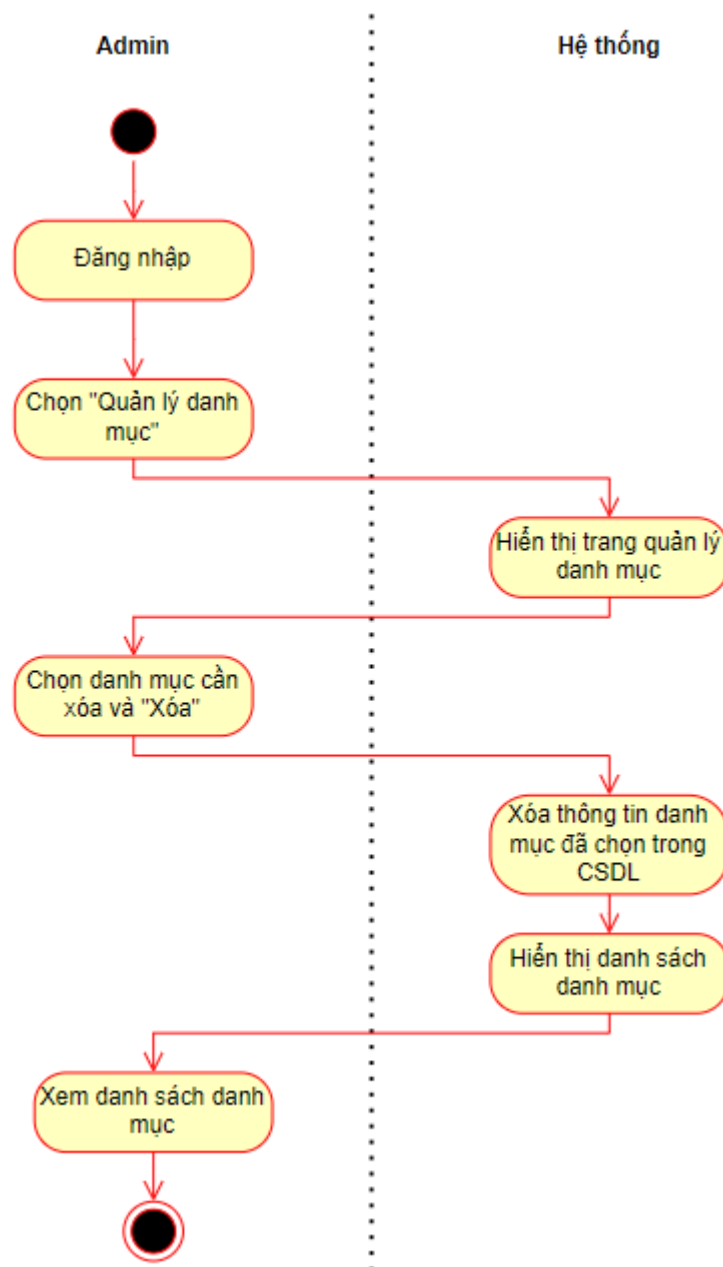 Admin
Hệ thống
Đăng nhập
Chọn "Quản lý danh
mục"
Hiển thị trang quản lý
danh mục
Chọn danh mục cần
xóa và "Xóa"
Xóa thông tin danh
mục đã chọn trong
CSDL
Hiển thị danh sách
danh mục
Xem danh sách danh
mục